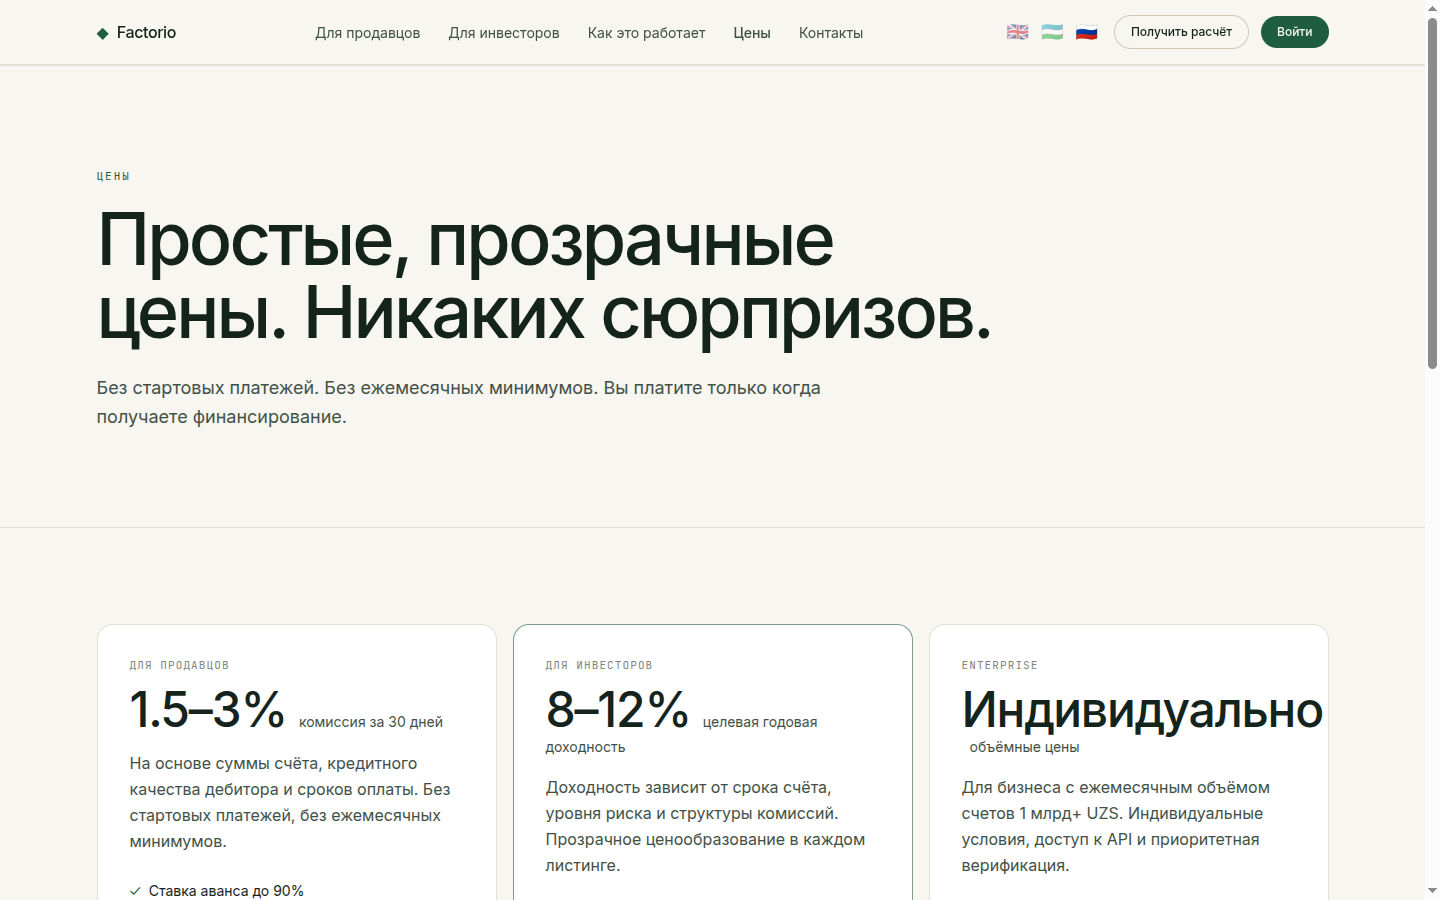 Factorio
Для продавцов
Для инвесторов
Как это работает
Цены
Контакты
Получить расчёт
Войти
ЦЕНЫ
Простые, прозрачные
цены. Никаких сюрпризов.
Без стартовых платежей. Без ежемесячных минимумов. Вы платите только когда
получаете финансирование.
ДЛЯ ПРОДАВЦОВ
1.5–3% комиссия за 30 дней
На основе суммы счёта, кредитного
качества дебитора и сроков оплаты. Без
стартовых платежей, без ежемесячных
минимумов.
Ставка аванса до 90%
ДЛЯ ИНВЕСТОРОВ
8–12% целевая годовая
доходность
Доходность зависит от срока счёта,
уровня риска и структуры комиссий.
Прозрачное ценообразование в каждом
листинге.
ENTERPRISE
Индивидуально
объёмные цены
Для бизнеса с ежемесячным объёмом
счетов 1 млрд+ UZS. Индивидуальные
условия, доступ к API и приоритетная
верификация.